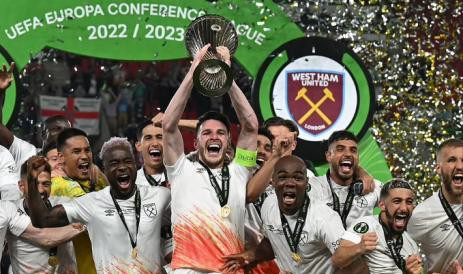 UEFA EUROPA CONFERENCE LEAGUE
2022 / 2023
WEST HAM
UNITED
LONDON